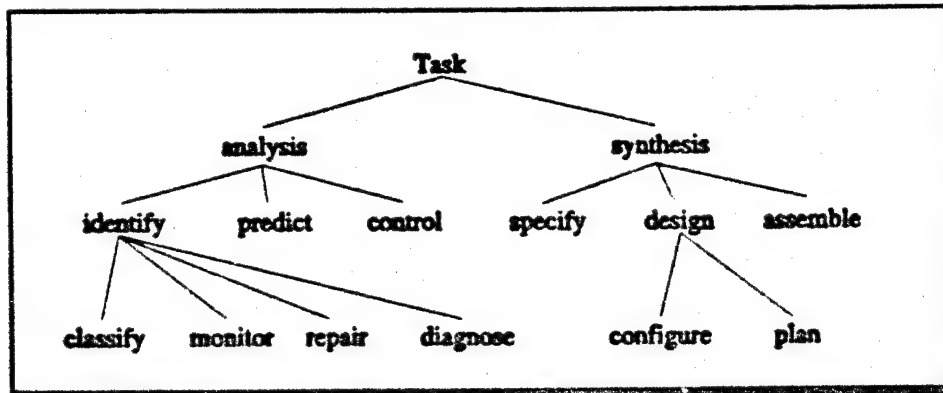 Task
analysis synthesis
identify predict control specify design assemble
classify monitor repair diagnose configure plan